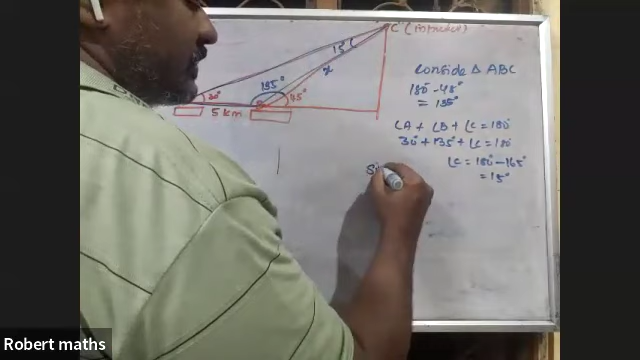 C
15°C
x
30°
135°
45°
5 km
Conside Δ ABC
180° - 45°
= 135°
∠A + ∠B + ∠C = 180°
30° + 135° + ∠C = 180
∠C = 180° - 165°
= 15°
Si
Robert maths